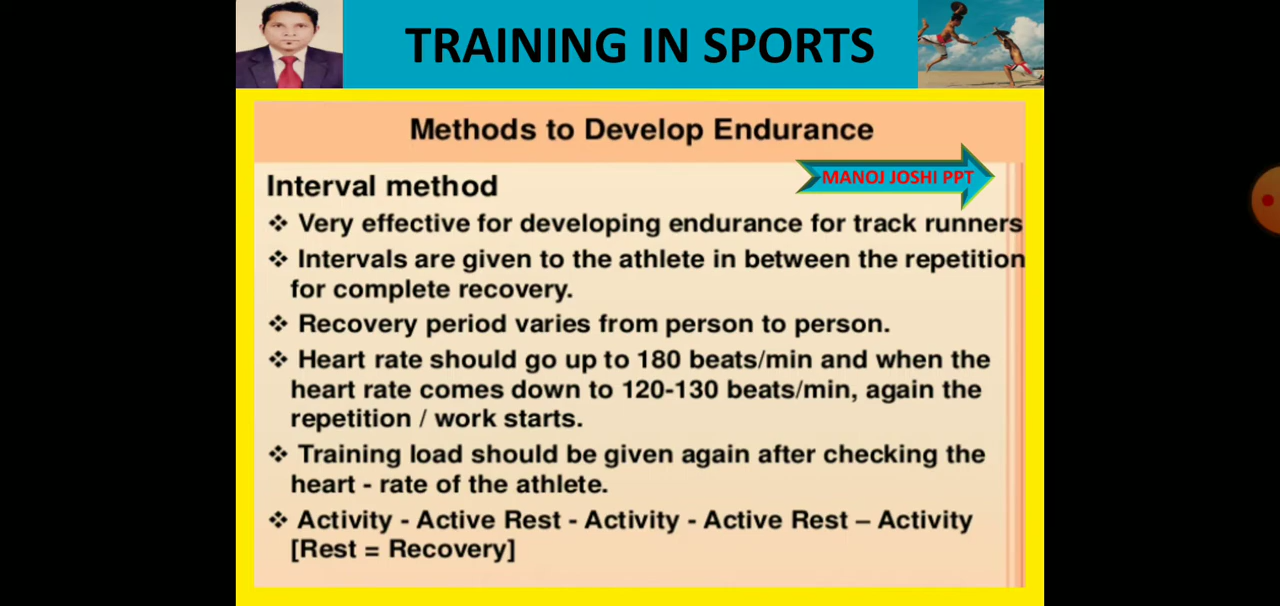 TRAINING IN SPORTS
Methods to Develop Endurance
MANOJ JOSHI PPT
Interval method
❖ Very effective for developing endurance for track runners
❖ Intervals are given to the athlete in between the repetition
for complete recovery.
❖ Recovery period varies from person to person.
❖ Heart rate should go up to 180 beats/min and when the
heart rate comes down to 120-130 beats/min, again the
repetition / work starts.
❖ Training load should be given again after checking the
heart - rate of the athlete.
❖ Activity - Active Rest - Activity - Active Rest – Activity
[Rest = Recovery]